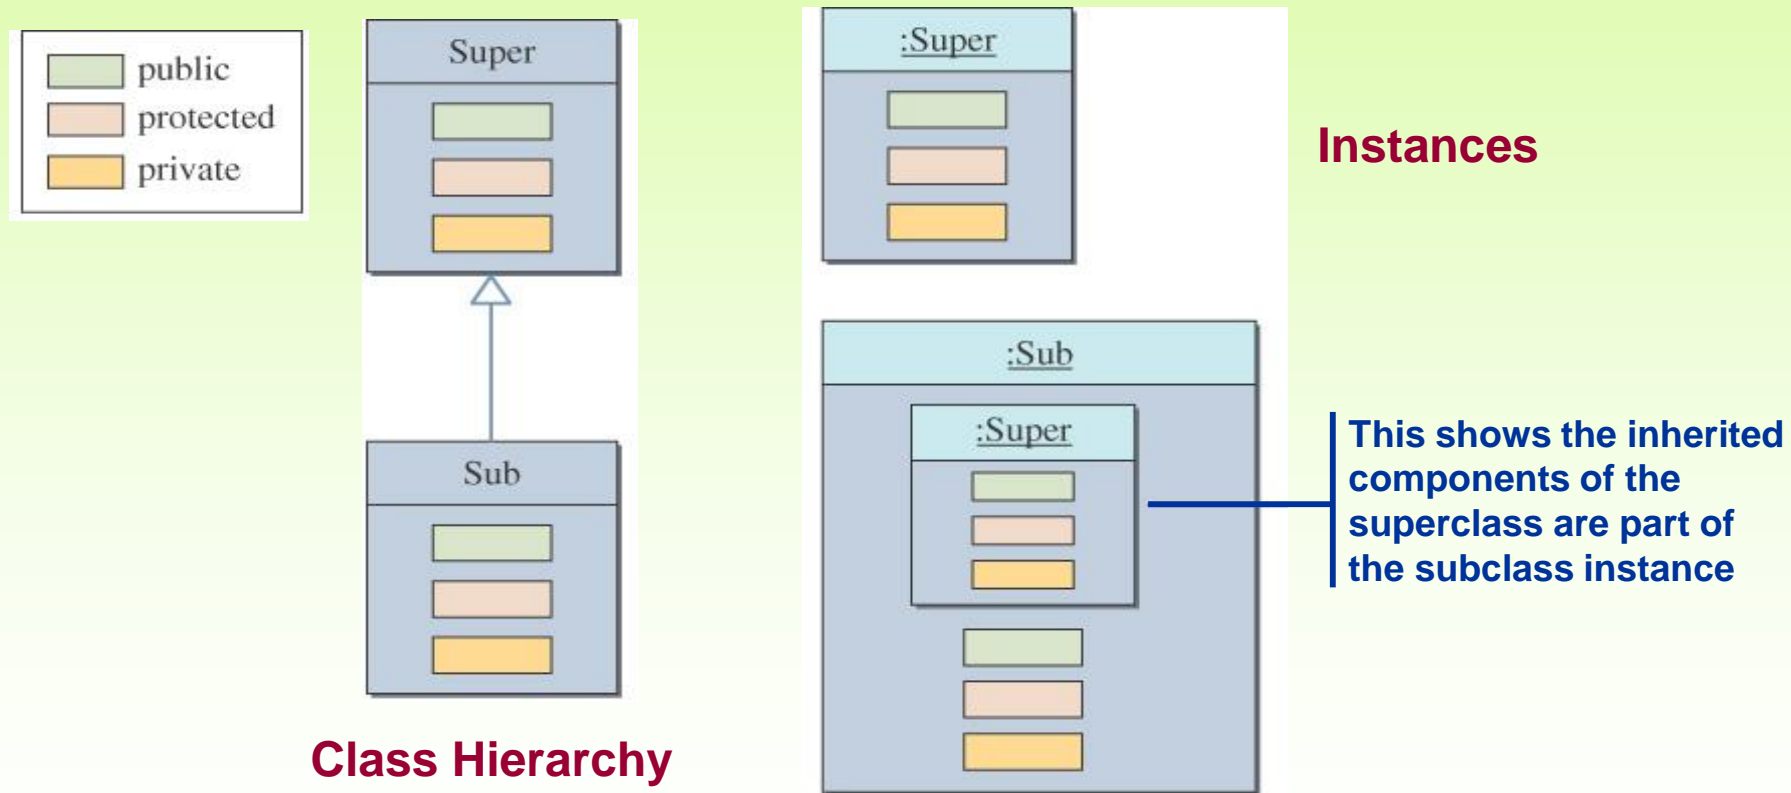 public
protected
private
Super
Sub
Class Hierarchy
:Super
Instances
:Sub
:Super
This shows the inherited
components of the
superclass are part of
the subclass instance